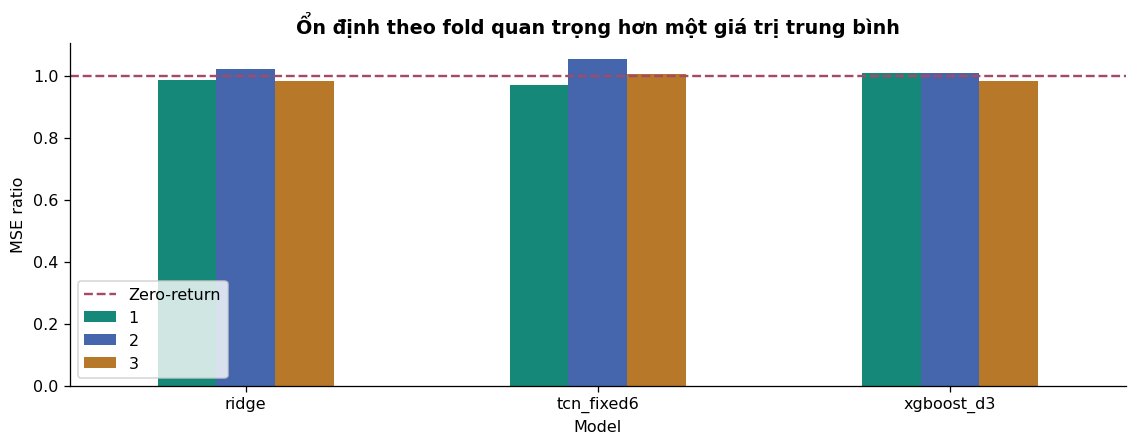 Ổn định theo fold quan trọng hơn một giá trị trung bình
MSE ratio
1.0
0.8
0.6
0.4
0.2
0.0
Zero-return
1
2
3
ridge
tcn_fixed6
xgboost_d3
Model